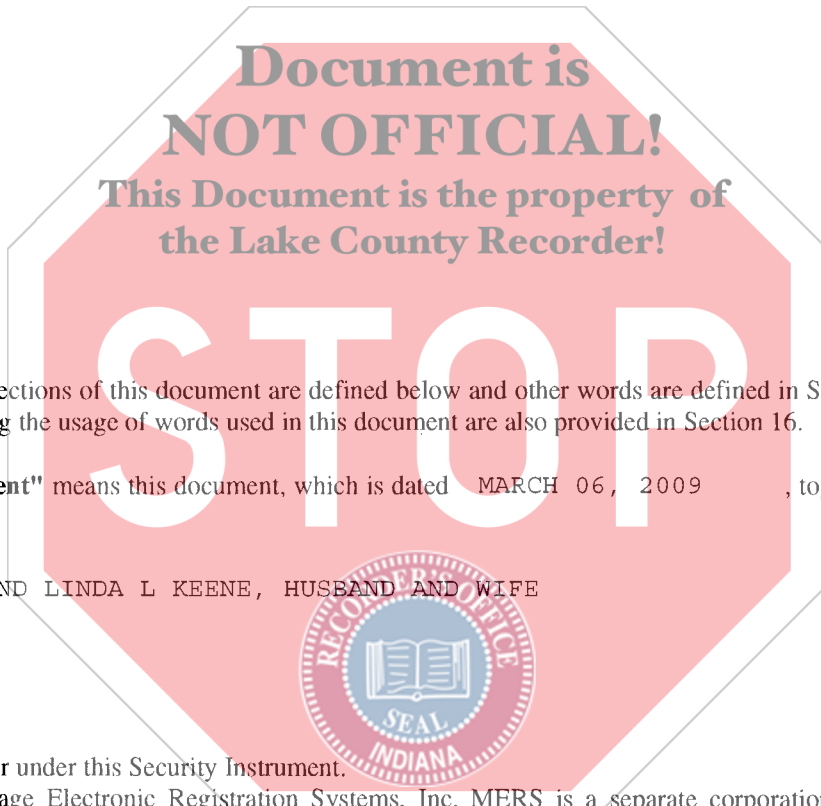 Document is
NOT OFFICIAL!
This Document is the property of
the Lake County Recorder!
STOP
ections of this document are defined below and other words are defined in S
g the usage of words used in this document are also provided in Section 16.
ent" means this document, which is dated MARCH 06, 2009 , to
ND LINDA L KEENE, HUSBAND AND WIFE
RECORDER'S OFFICE
SEAL
INDIANA
r under this Security Instrument.
age Electronic Registration Systems, Inc. MERS is a separate corporation